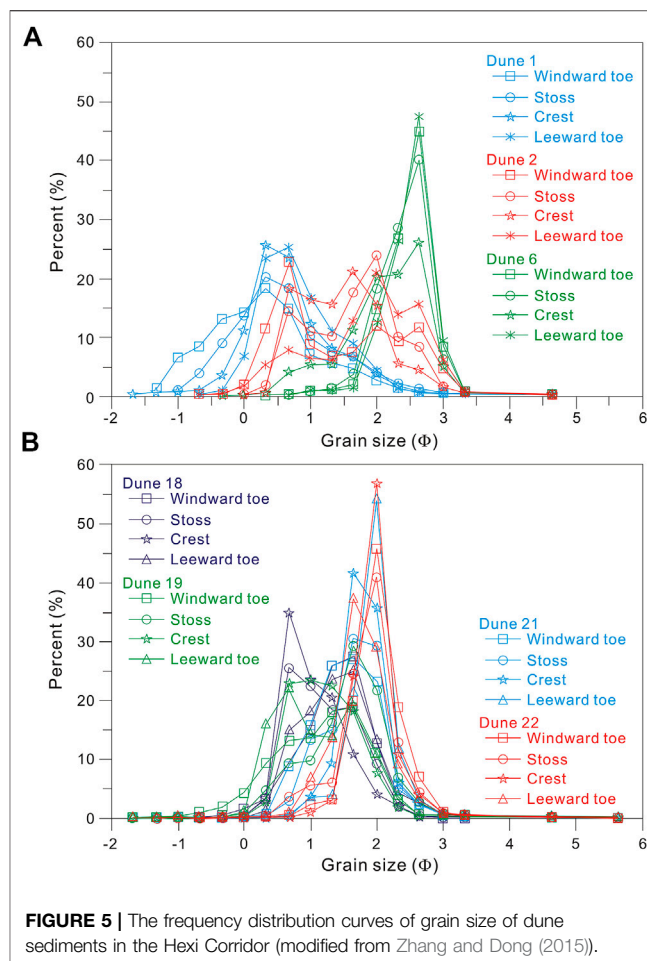 A
60
50
40
30
20
10
0
Percent (%)
Dune 1
Windward toe
Stoss
Crest
Leeward toe
Dune 2
Windward toe
Stoss
Crest
Leeward toe
Dune 6
Windward toe
Stoss
Crest
Leeward toe
-2 -1 0 1 2 3 4 5 6
Grain size (Φ)
B
60
50
40
30
20
10
0
Percent (%)
Dune 18
Windward toe
Stoss
Crest
Leeward toe
Dune 19
Windward toe
Stoss
Crest
Leeward toe
Dune 21
Windward toe
Stoss
Crest
Leeward toe
Dune 22
Windward toe
Stoss
Crest
Leeward toe
-2 -1 0 1 2 3 4 5 6
Grain size (Φ)
FIGURE 5 | The frequency distribution curves of grain size of dune
sediments in the Hexi Corridor (modified from Zhang and Dong (2015)).